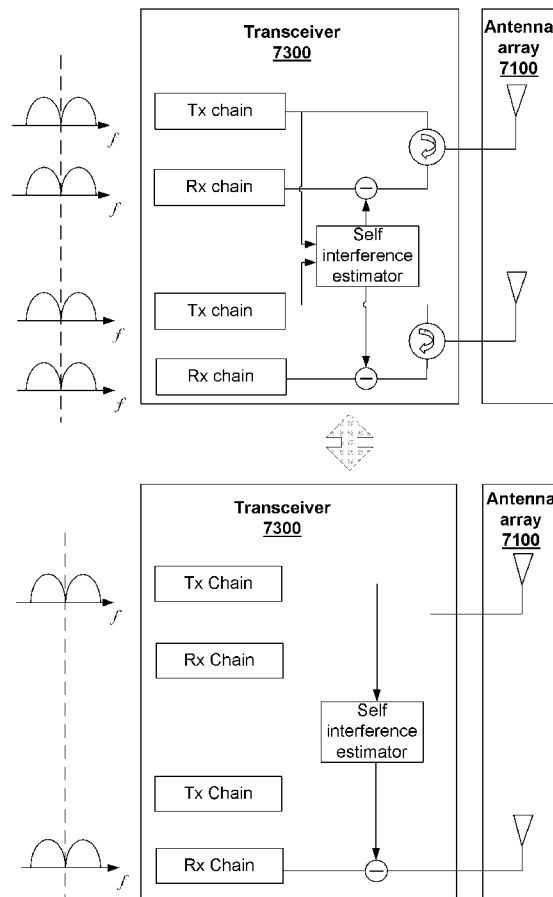 Transceiver
7300
Antenna
array
7100
Tx chain
f
Rx chain
f
Self
interference
estimator
Tx chain
f
Rx chain
f
Transceiver
7300
Antenna
array
7100
Tx Chain
f
Rx Chain
Self
interference
estimator
Tx Chain
Rx Chain
f